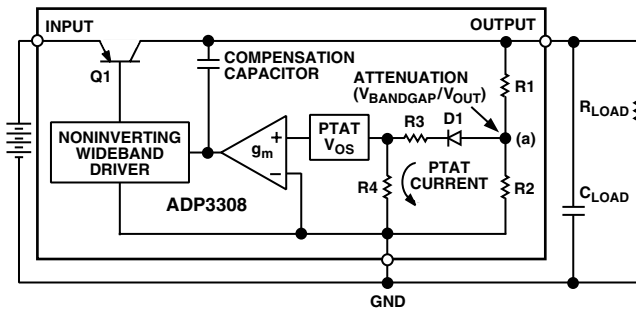 INPUT
OUTPUT
Q1
COMPENSATION
CAPACITOR
ATTENUATION
(VBANDGAP/VOUT)
R1
RLOAD
NONINVERTING
WIDEBAND
DRIVER
gm
+
−
PTAT
VOS
R3
D1
(a)
R4
PTAT
CURRENT
R2
CLOAD
ADP3308
GND